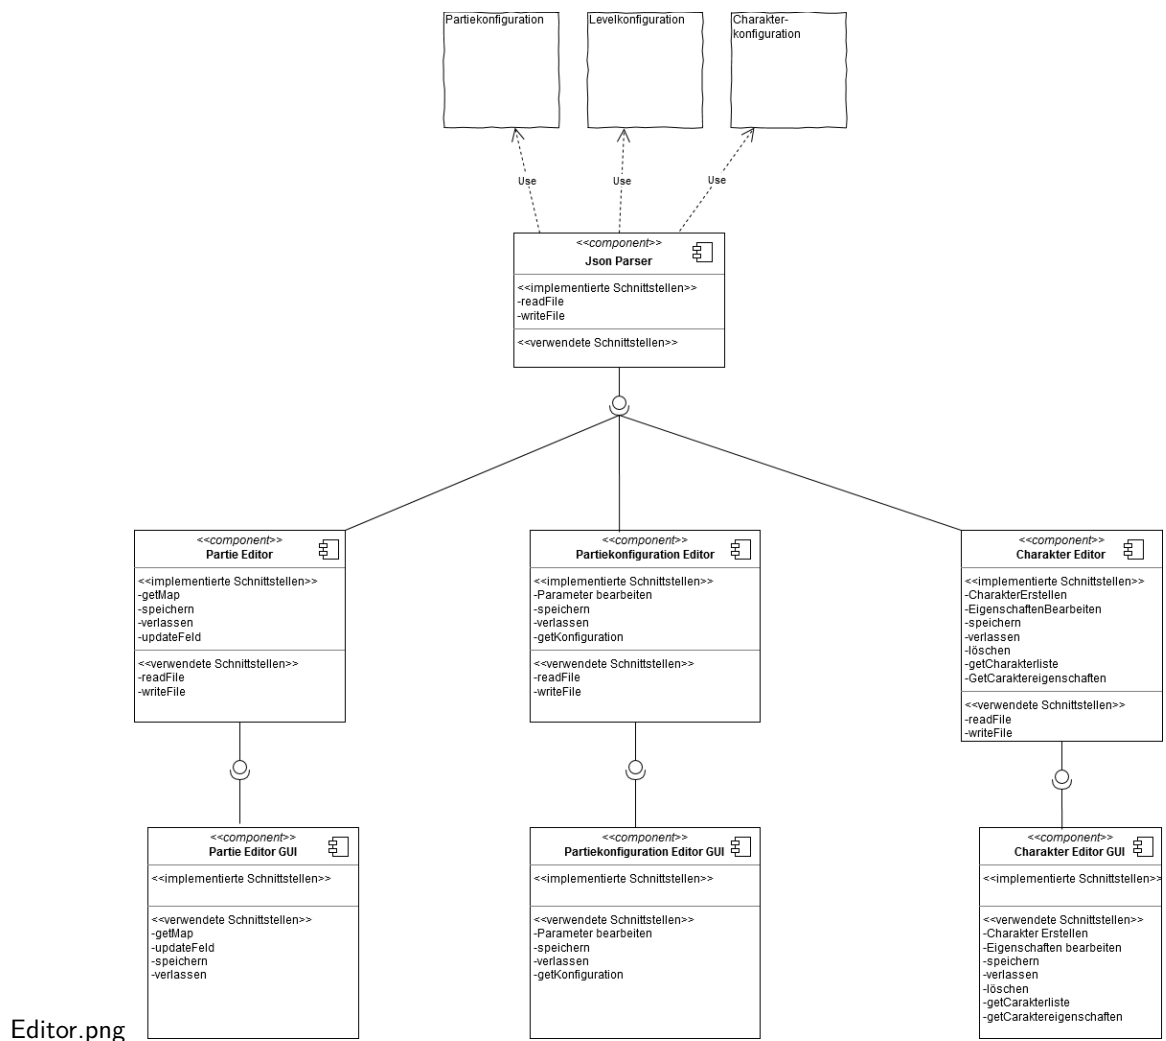 Partiekonfiguration
Levelkonfiguration
Charakter-
konfiguration
Use
Use
Use
<<component>>
Json Parser
<<implementierte Schnittstellen>>
-readFile
-writeFile
<<verwendete Schnittstellen>>
<<component>>
Partie Editor
<<implementierte Schnittstellen>>
-getMap
-speichern
-verlassen
-updateFeld
<<verwendete Schnittstellen>>
-readFile
-writeFile
<<component>>
Partiekonfiguration Editor
<<implementierte Schnittstellen>>
-Parameter bearbeiten
-speichern
-verlassen
-getKonfiguration
<<verwendete Schnittstellen>>
-readFile
-writeFile
<<component>>
Charakter Editor
<<implementierte Schnittstellen>>
-CharakterErstellen
-EigenschaftenBearbeiten
-speichern
-verlassen
-löschen
-getCharakterliste
-GetCaraktereigenschaften
<<verwendete Schnittstellen>>
-readFile
-writeFile
<<component>>
Partie Editor GUI
<<implementierte Schnittstellen>>
<<verwendete Schnittstellen>>
-getMap
-updateFeld
-speichern
-verlassen
<<component>>
Partiekonfiguration Editor GUI
<<implementierte Schnittstellen>>
<<verwendete Schnittstellen>>
-Parameter bearbeiten
-speichern
-verlassen
-getKonfiguration
<<component>>
Charakter Editor GUI
<<implementierte Schnittstellen>>
<<verwendete Schnittstellen>>
-Charakter Erstellen
-Eigenschaften bearbeiten
-speichern
-verlassen
-löschen
-getCarakterliste
-getCaraktereigenschaften
Editor.png